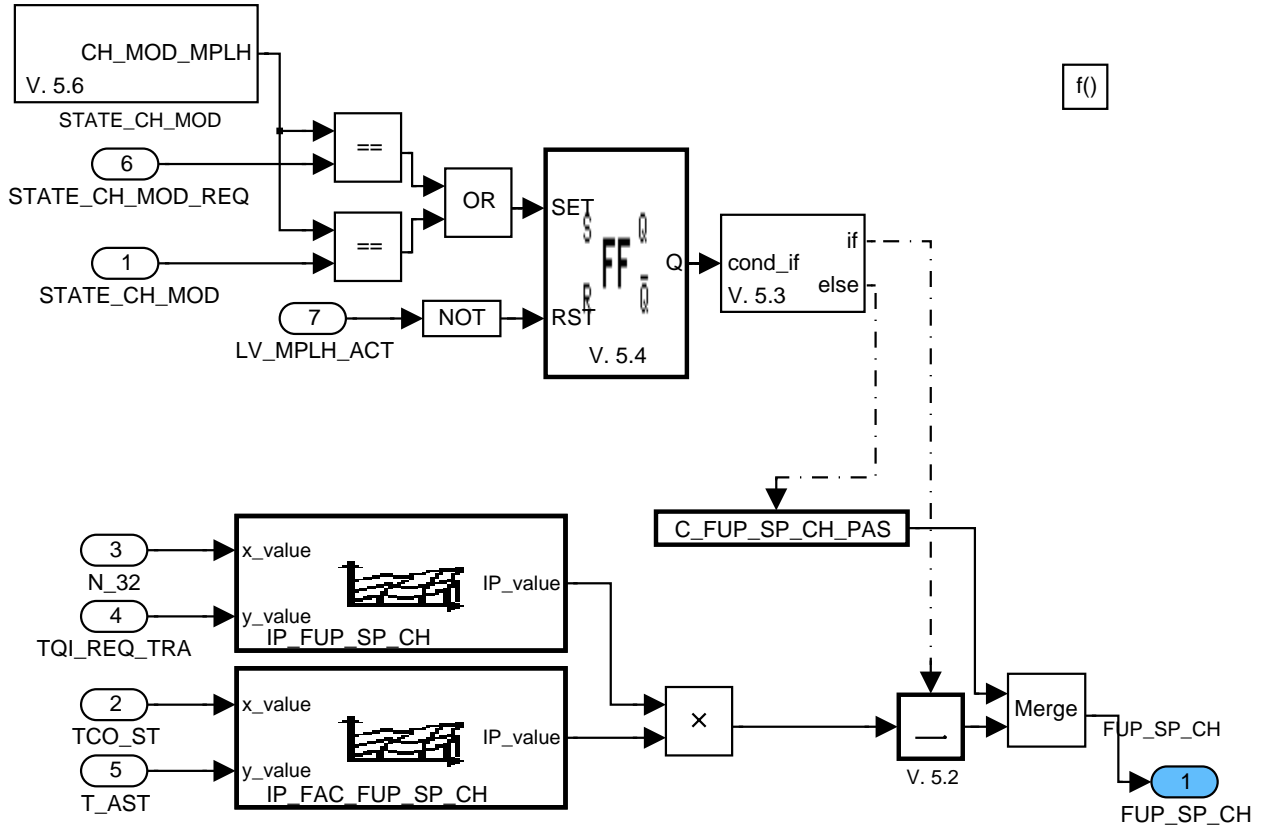 CH_MOD_MPLH
V. 5.6
STATE_CH_MOD
f()
6
STATE_CH_MOD_REQ
==
OR
1
STATE_CH_MOD
==
7
LV_MPLH_ACT
NOT
SET
S
Q
FF
Q
R
Q
RST
V. 5.4
if
cond_if
else
V. 5.3
C_FUP_SP_CH_PAS
3
N_32
x_value
IP_value
4
TQI_REQ_TRA
y_value
IP_FUP_SP_CH
2
TCO_ST
x_value
IP_value
5
T_AST
y_value
IP_FAC_FUP_SP_CH
×
V. 5.2
Merge
FUP_SP_CH
1
FUP_SP_CH